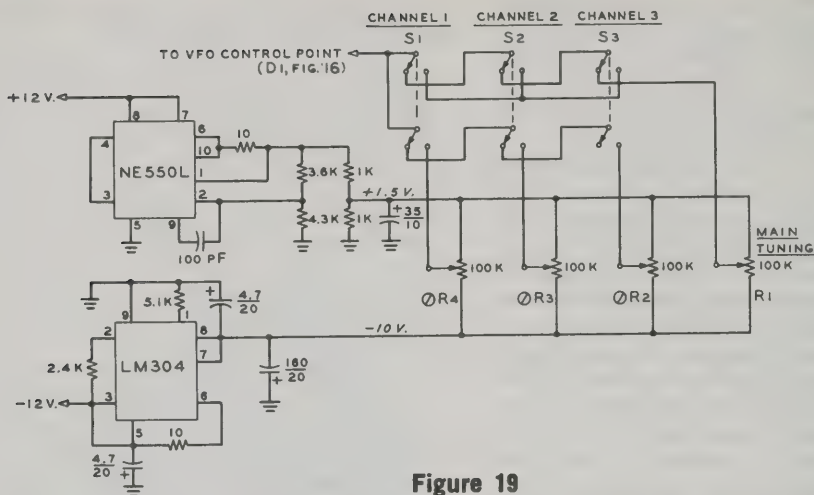 CHANNEL 1 CHANNEL 2 CHANNEL 3
S1 S2 S3
TO VFO CONTROL POINT
(D1, FIG. 16)
+12V.
8 7
4 6
10
10
NE550L 1
3 2
5 9
100 PF
3.6K 1K
4.3K 1K
+1.5 V.
+ 35
10
MAIN
TUNING
100K 100K 100K 100K
∅R4 ∅R3 ∅R2 R1
5.1K
+ 4.7
20
9 1
2 8
7
2.4K
LM304
-10 V.
160
+ 20
-12V.
3 6
5
10
4.7
20 +
Figure 19